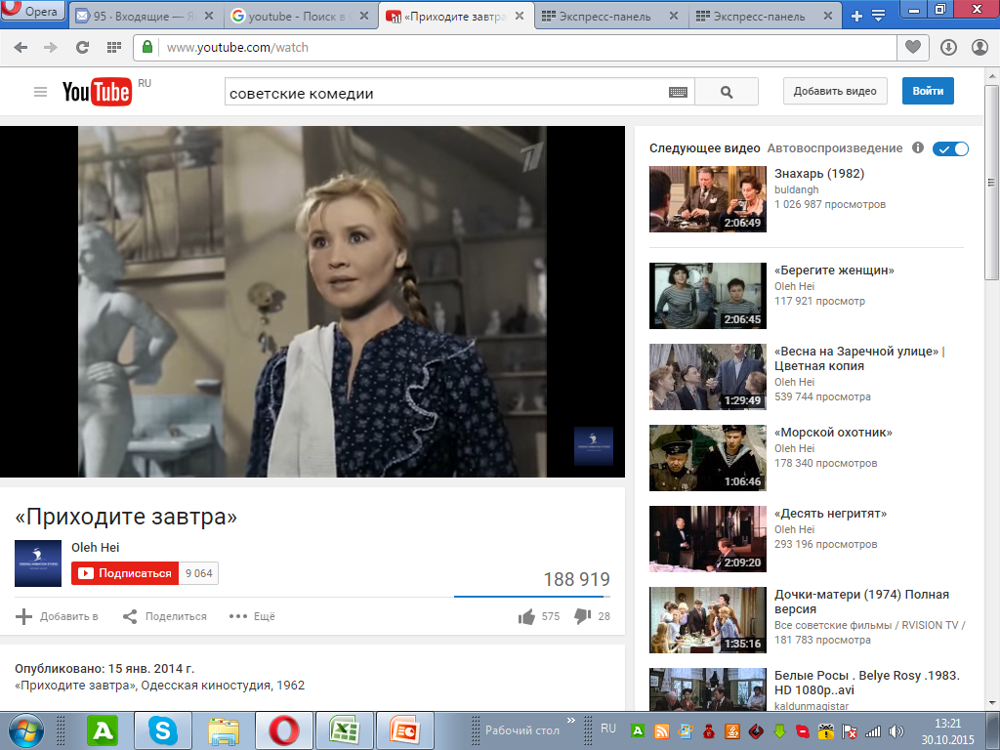 Opera
95 · Входящие — Я
youtube - Поиск в
«Приходите завтра
Экспресс-панель
Экспресс-панель
www.youtube.com/watch
YouTube RU
советские комедии
Добавить видео
Войти
Следующее видео Автовоспроизведение
Знахарь (1982)
buldangh
1 026 987 просмотров
2:06:49
«Берегите женщин»
Oleh Hei
117 921 просмотр
2:06:45
«Весна на Заречной улице» |
Цветная копия
Oleh Hei
539 744 просмотра
1:29:49
«Морской охотник»
Oleh Hei
178 340 просмотров
1:06:46
«Десять негритят»
Oleh Hei
293 196 просмотров
2:09:20
Дочки-матери (1974) Полная
версия
Все советские фильмы / RVISION TV /
181 783 просмотра
1:35:16
Белые Росы . Belye Rosy .1983.
HD 1080p..avi
kaldunmagistar
«Приходите завтра»
Oleh Hei
Подписаться 9 064
188 919
Добавить в Поделиться Ещё
575 28
Опубликовано: 15 янв. 2014 г.
«Приходите завтра», Одесская киностудия, 1962
Рабочий стол
RU
13:21
30.10.2015